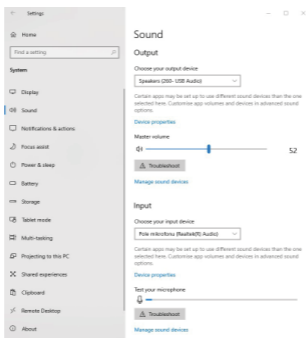 Settings
Home
Find a setting
System
Display
Sound
Notifications & actions
Focus assist
Power & sleep
Battery
Storage
Tablet mode
Multi-tasking
Projecting to this PC
Shared experiences
Clipboard
Remote Desktop
About
Sound
Output
Choose your output device
Speakers (260- USB Audio)
Certain apps may be set up to use different sound devices than the one
selected here. Customise app volumes and devices in advanced sound
options.
Device properties
Master volume
52
Troubleshoot
Manage sound devices
Input
Choose your input device
Pole mikrofonu (Realtek(R) Audio)
Certain apps may be set up to use different sound devices than the one
selected here. Customise app volumes and devices in advanced sound
options.
Device properties
Test your microphone
Troubleshoot
Manage sound devices